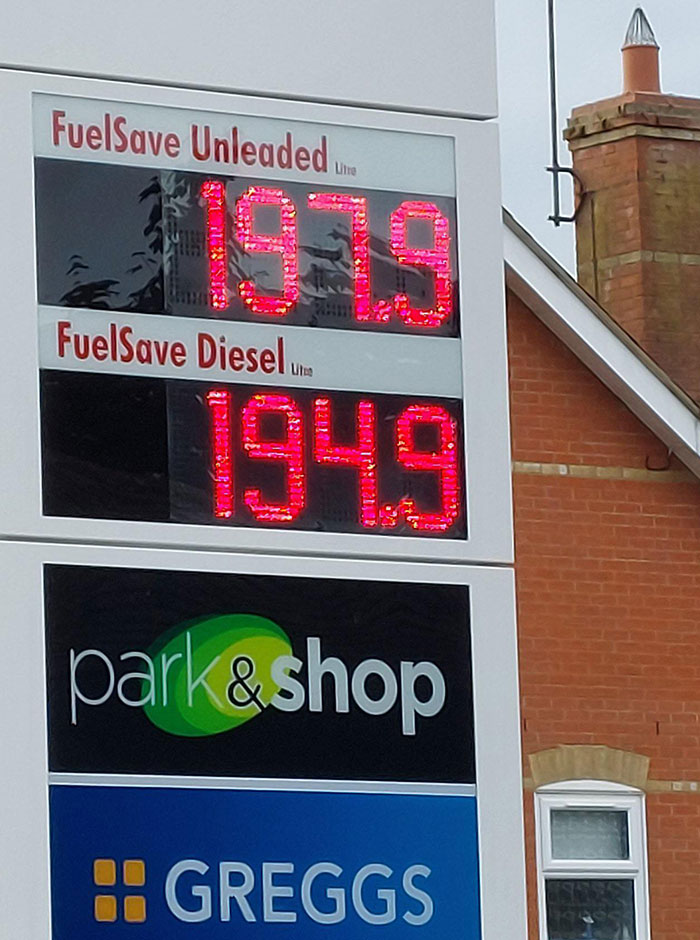 FuelSave Unleaded Litre
197.9
FuelSave Diesel Litre
194.9
park&shop
GREGGS